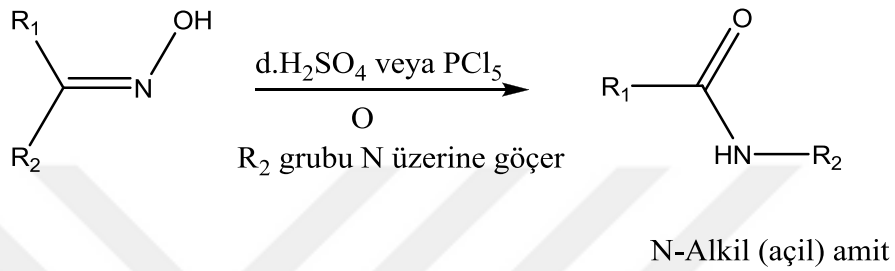 R₁
OH
N
R₂
d.H₂SO₄ veya PCl₅
O
R₂ grubu N üzerine göçer
O
R₁
HN
R₂
N-Alkil (açil) amit